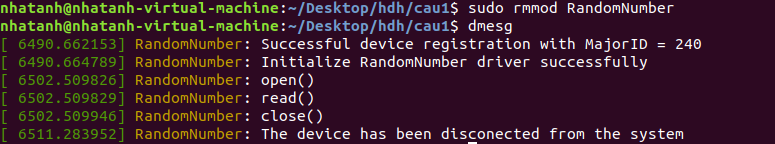 nhatanh@nhatanh-virtual-machine:~/Desktop/hdh/cau1$ sudo rmmod RandomNumber
nhatanh@nhatanh-virtual-machine:~/Desktop/hdh/cau1$ dmesg
[ 6490.662153] RandomNumber: Successful device registration with MajorID = 240
[ 6490.664789] RandomNumber: Initialize RandomNumber driver successfully
[ 6502.509826] RandomNumber: open()
[ 6502.509829] RandomNumber: read()
[ 6502.509946] RandomNumber: close()
[ 6511.283952] RandomNumber: The device has been disconected from the system